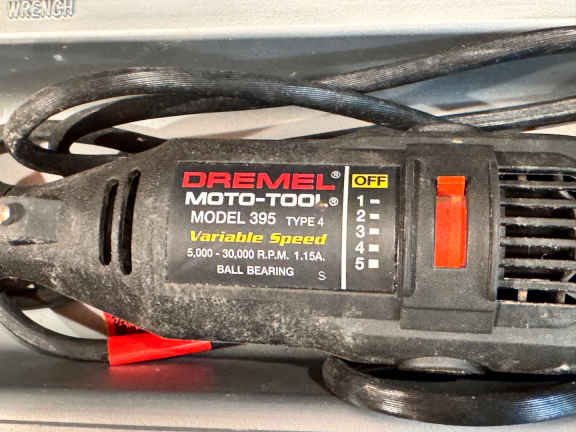 WRENCH
DREMEL®
MOTO-TOOL®
MODEL 395 TYPE 4
Variable Speed
5,000 - 30,000 R.P.M. 1.15A.
BALL BEARING S
OFF
1
2
3
4
5